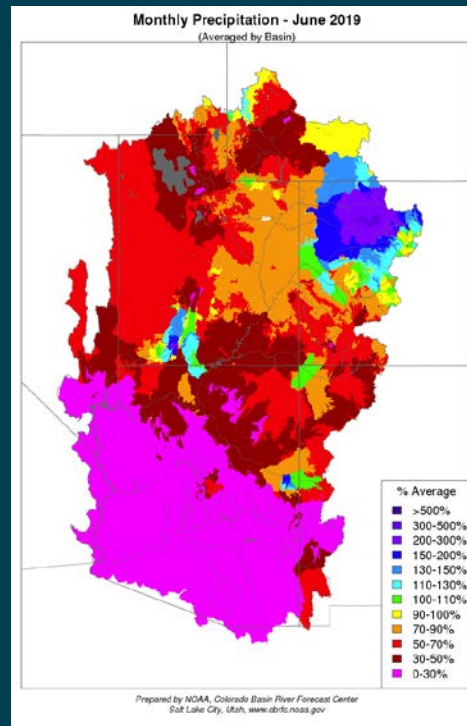 Monthly Precipitation - June 2019
(Averaged by Basin)
% Average
>500%
300-500%
200-300%
150-200%
130-150%
110-130%
100-110%
90-100%
70-90%
50-70%
30-50%
0-30%
Prepared by NOAA, Colorado Basin River Forecast Center
Salt Lake City, Utah, www.cbrfc.noaa.gov